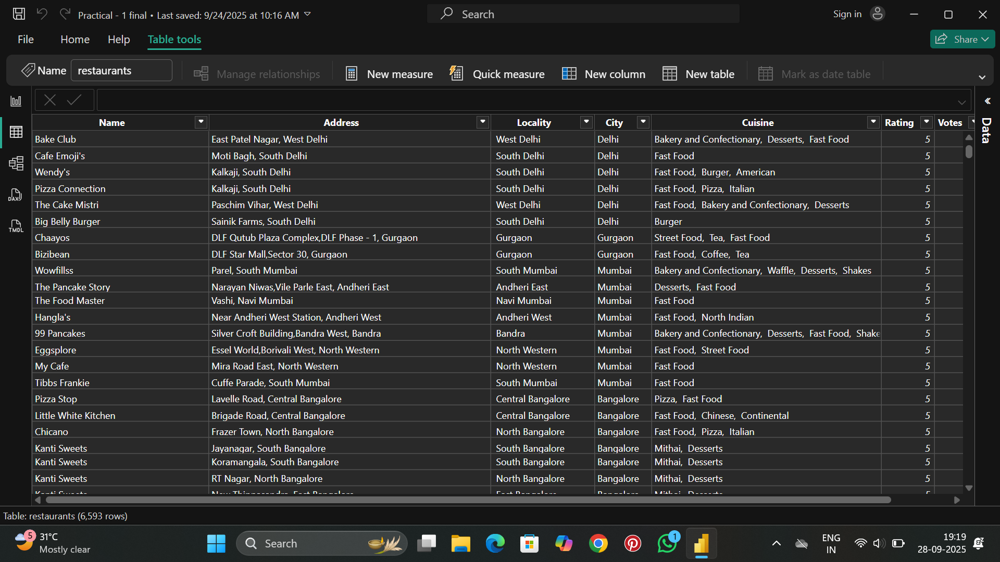 Practical - 1 final • Last saved: 9/24/2025 at 10:16 AM
Search
Sign in
File Home Help Table tools
Share
Name restaurants
Manage relationships New measure Quick measure New column New table Mark as date table
Name Address Locality City Cuisine Rating Votes
Data
Bake Club East Patel Nagar, West Delhi West Delhi Delhi Bakery and Confectionary, Desserts, Fast Food 5
Cafe Emoji's Moti Bagh, South Delhi South Delhi Delhi Fast Food 5
Wendy's Kalkaji, South Delhi South Delhi Delhi Fast Food, Burger, American 5
Pizza Connection Kalkaji, South Delhi South Delhi Delhi Fast Food, Pizza, Italian 5
DAX
The Cake Mistri Paschim Vihar, West Delhi West Delhi Delhi Fast Food, Bakery and Confectionary, Desserts 5
Big Belly Burger Sainik Farms, South Delhi South Delhi Delhi Burger 5
TMDL
Chaayos DLF Qutub Plaza Complex,DLF Phase - 1, Gurgaon Gurgaon Gurgaon Street Food, Tea, Fast Food 5
Bizibean DLF Star Mall,Sector 30, Gurgaon Gurgaon Gurgaon Fast Food, Coffee, Tea 5
Wowfillss Parel, South Mumbai South Mumbai Mumbai Bakery and Confectionary, Waffle, Desserts, Shakes 5
The Pancake Story Narayan Niwas,Vile Parle East, Andheri East Andheri East Mumbai Desserts, Fast Food 5
The Food Master Vashi, Navi Mumbai Navi Mumbai Mumbai Fast Food 5
Hangla's Near Andheri West Station, Andheri West Andheri West Mumbai Fast Food, North Indian 5
99 Pancakes Silver Croft Building,Bandra West, Bandra Bandra Mumbai Bakery and Confectionary, Desserts, Fast Food, Shake 5
Eggsplore Essel World,Borivali West, North Western North Western Mumbai Fast Food, Street Food 5
My Cafe Mira Road East, North Western North Western Mumbai Fast Food 5
Tibbs Frankie Cuffe Parade, South Mumbai South Mumbai Mumbai Fast Food 5
Pizza Stop Lavelle Road, Central Bangalore Central Bangalore Bangalore Pizza, Fast Food 5
Little White Kitchen Brigade Road, Central Bangalore Central Bangalore Bangalore Fast Food, Chinese, Continental 5
Chicano Frazer Town, North Bangalore North Bangalore Bangalore Fast Food, Pizza, Italian 5
Kanti Sweets Jayanagar, South Bangalore South Bangalore Bangalore Mithai, Desserts 5
Kanti Sweets Koramangala, South Bangalore South Bangalore Bangalore Mithai, Desserts 5
Kanti Sweets RT Nagar, North Bangalore North Bangalore Bangalore Mithai, Desserts 5
Table: restaurants (6,593 rows)
5 31°C
Mostly clear
Search
1
ENG
IN
19:19
28-09-2025